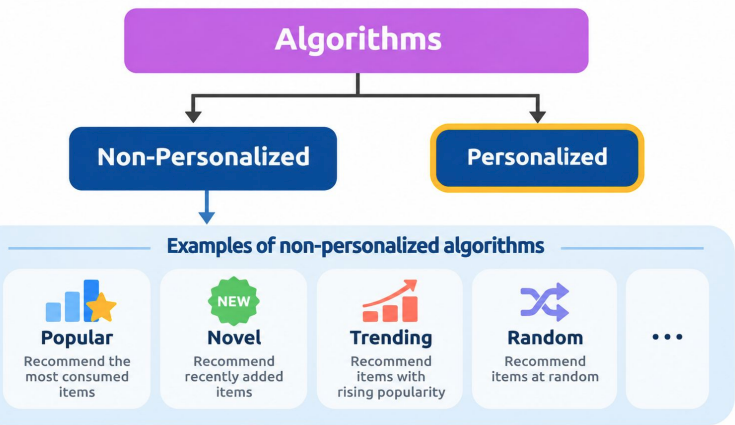 Algorithms
Non-Personalized
Personalized
Examples of non-personalized algorithms
Popular
Recommend the
most consumed
items
NEW
Novel
Recommend
recently added
items
Trending
Recommend
items with
rising popularity
Random
Recommend
items at random
...